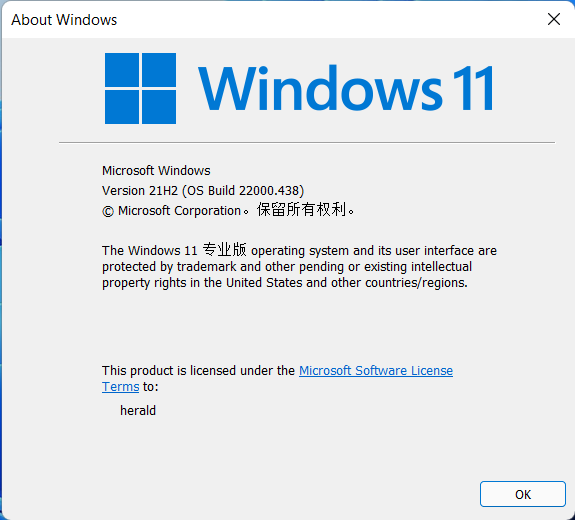 About Windows
Windows 11
Microsoft Windows
Version 21H2 (OS Build 22000.438)
© Microsoft Corporation。保留所有权利。
The Windows 11 专业版 operating system and its user interface are
protected by trademark and other pending or existing intellectual
property rights in the United States and other countries/regions.
This product is licensed under the Microsoft Software License
Terms to:
herald
OK